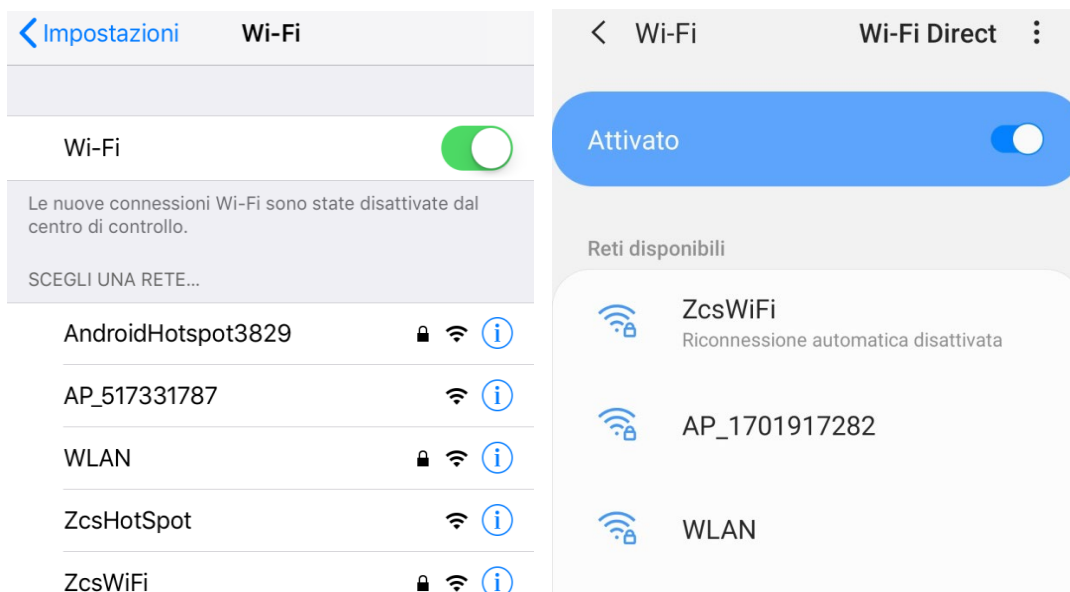 Impostazioni Wi-Fi
Wi-Fi
Le nuove connessioni Wi-Fi sono state disattivate dal
centro di controllo.
SCEGLI UNA RETE...
AndroidHotspot3829
AP_517331787
WLAN
ZcsHotSpot
ZcsWiFi
Wi-Fi Wi-Fi Direct
Attivato
Reti disponibili
ZcsWiFi
Riconnessione automatica disattivata
AP_1701917282
WLAN